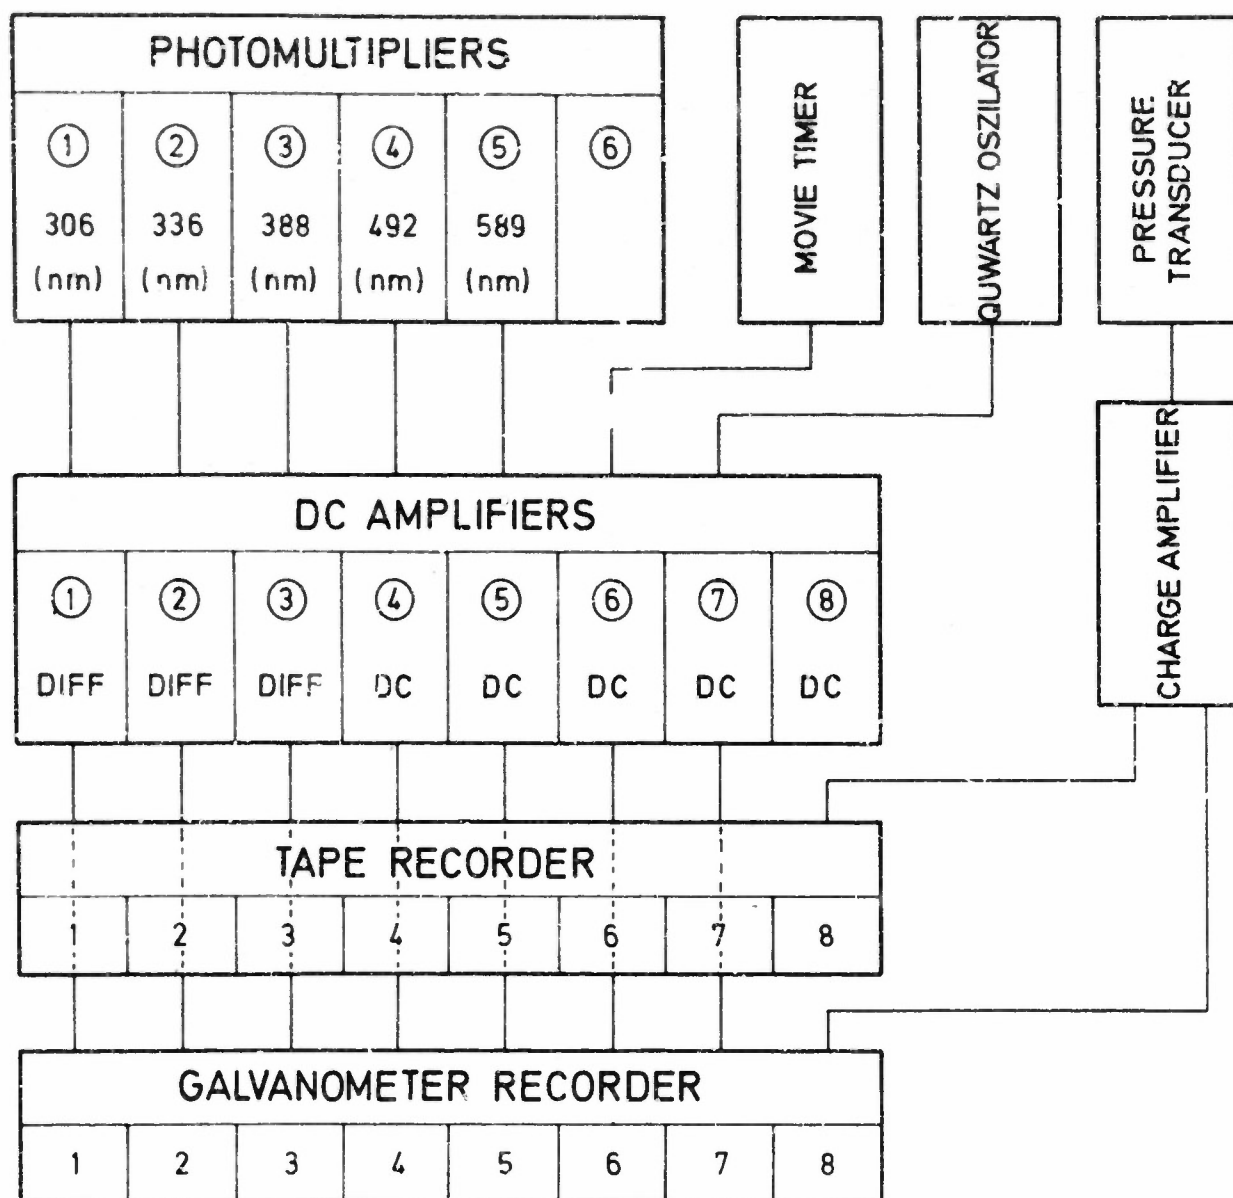 PHOTOMULTIPLIERS
① ② ③ ④ ⑤ ⑥
306 336 388 492 589
(nm) (nm) (nm) (nm) (nm)
MOVIE TIMER
QUWARTZ OSZILATOR
PRESSURE
TRANSDUCER
CHARGE AMPLIFIER
DC AMPLIFIERS
① ② ③ ④ ⑤ ⑥ ⑦ ⑧
DIFF DIFF DIFF DC DC DC DC DC
TAPE RECORDER
1 2 3 4 5 6 7 8
GALVANOMETER RECORDER
1 2 3 4 5 6 7 8